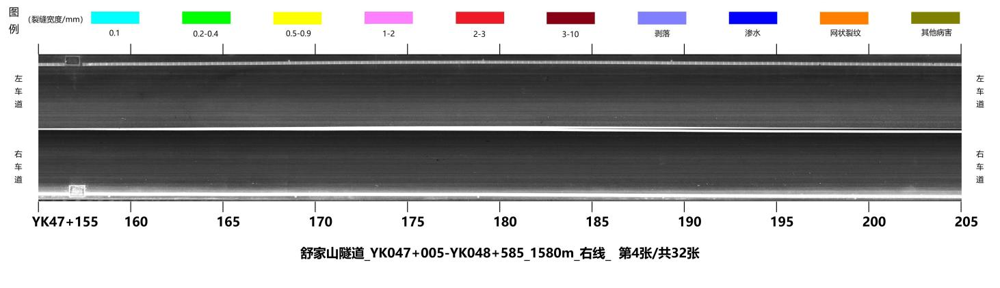 图例
(裂缝宽度/mm) 0.1 0.2-0.4 0.5-0.9 1-2 2-3 3-10 剥落 渗水 网状裂纹 其他病害
左车道 左车道
右车道 右车道
YK47+155 160 165 170 175 180 185 190 195 200 205
舒家山隧道_YK047+005-YK048+585_1580m_右线_ 第4张/共32张